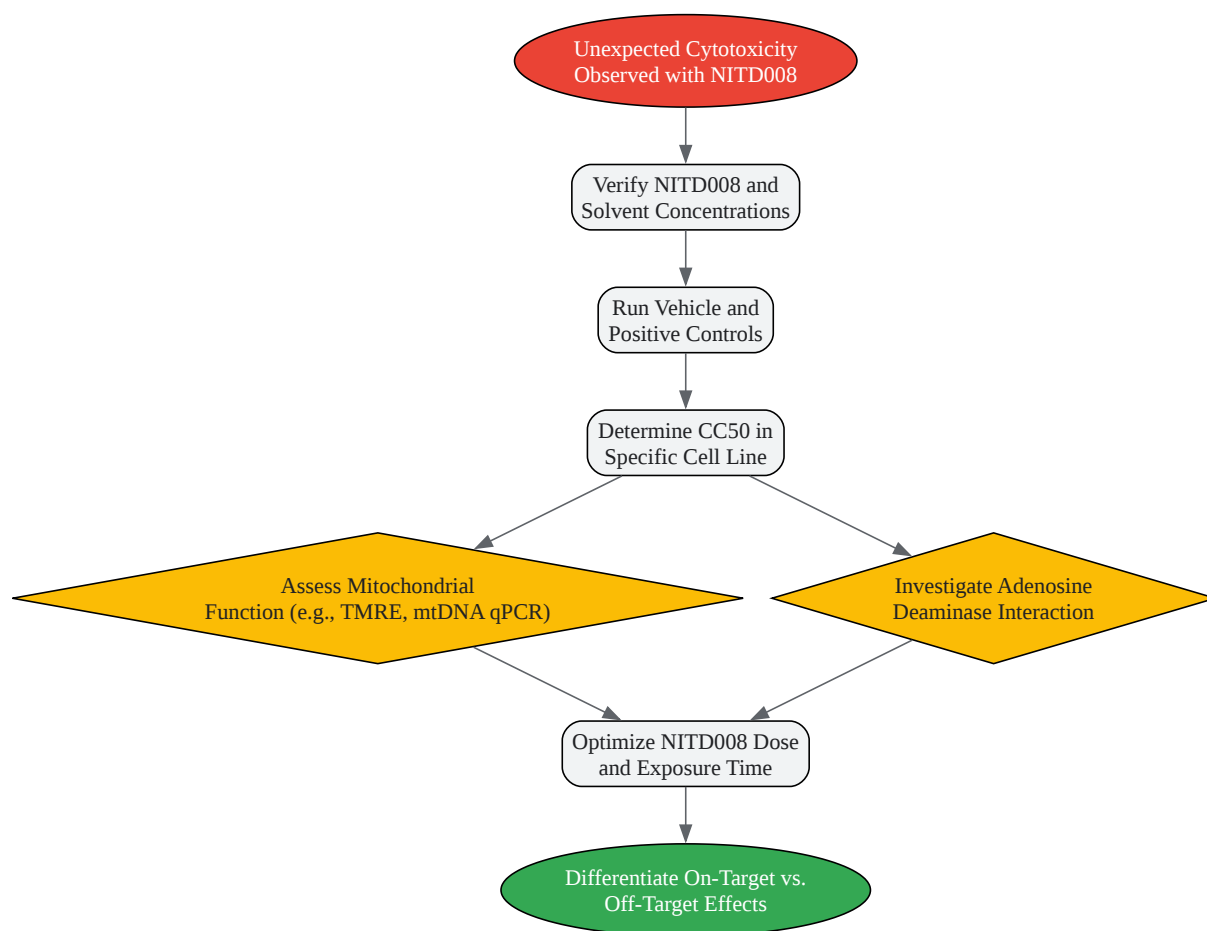 Unexpected Cytotoxicity
Observed with NITD008
Verify NITD008 and
Solvent Concentrations
Run Vehicle and
Positive Controls
Determine CC50 in
Specific Cell Line
Assess Mitochondrial
Function (e.g., TMRE, mtDNA qPCR)
Investigate Adenosine
Deaminase Interaction
Optimize NITD008 Dose
and Exposure Time
Differentiate On-Target vs.
Off-Target Effects